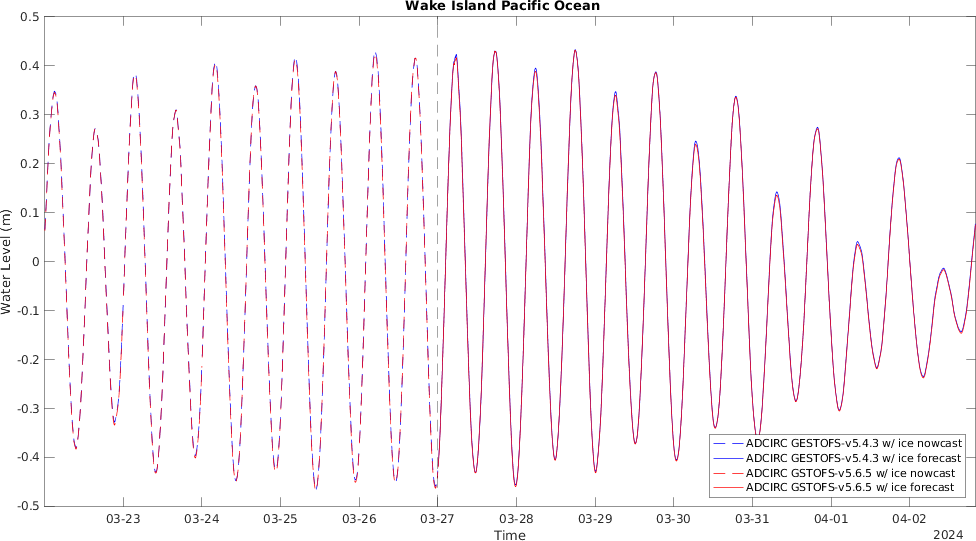 Wake Island Pacific Ocean
0.5
0.4
0.3
0.2
0.1
0
-0.1
-0.2
-0.3
-0.4
-0.5
Water Level (m)
ADCIRC GESTOFS-v5.4.3 w/ ice nowcast
ADCIRC GESTOFS-v5.4.3 w/ ice forecast
ADCIRC GSTOFS-v5.6.5 w/ ice nowcast
ADCIRC GSTOFS-v5.6.5 w/ ice forecast
03-23 03-24 03-25 03-26 03-27 03-28 03-29 03-30 03-31 04-01 04-02
Time
2024